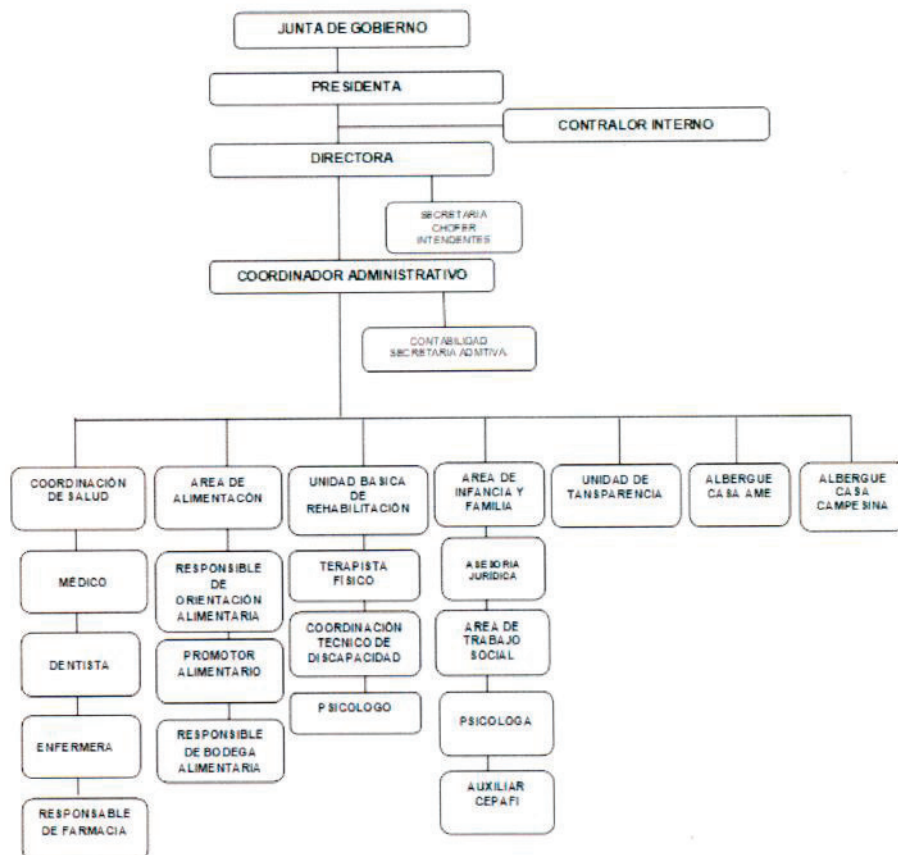 JUNTA DE GOBIERNO
PRESIDENTA
CONTRALOR INTERNO
DIRECTORA
SECRETARIA
CHOFER
INTENDENTES
COORDINADOR ADMINISTRATIVO
CONTABILIDAD
SECRETARIA ADMTIVA.
COORDINACIÓN
DE SALUD
AREA DE
ALIMENTACÓN
UNIDAD BASICA
DE
REHABILITACIÓN
AREA DE
INFANCIA Y
FAMILIA
UNIDAD DE
TANSPARENCIA
ALBERGUE
CASA AME
ALBERGUE
CASA
CAMPESINA
MÉDICO
RESPONSIBLE
DE
ORIENTACIÓN
ALIMENTARIA
TERAPISTA
FÍSICO
ASESORIA
JURÍDICA
DENTISTA
PROMOTOR
ALIMENTARIO
COORDINACIÓN
TECNICO DE
DISCAPACIDAD
AREA DE
TRABAJO
SOCIAL
ENFERMERA
RESPONSIBLE
DE BODEGA
ALIMENTARIA
PSICOLOGO
PSICOLOGA
RESPONSABLE
DE FARMACIA
AUXILIAR
CEPAFI